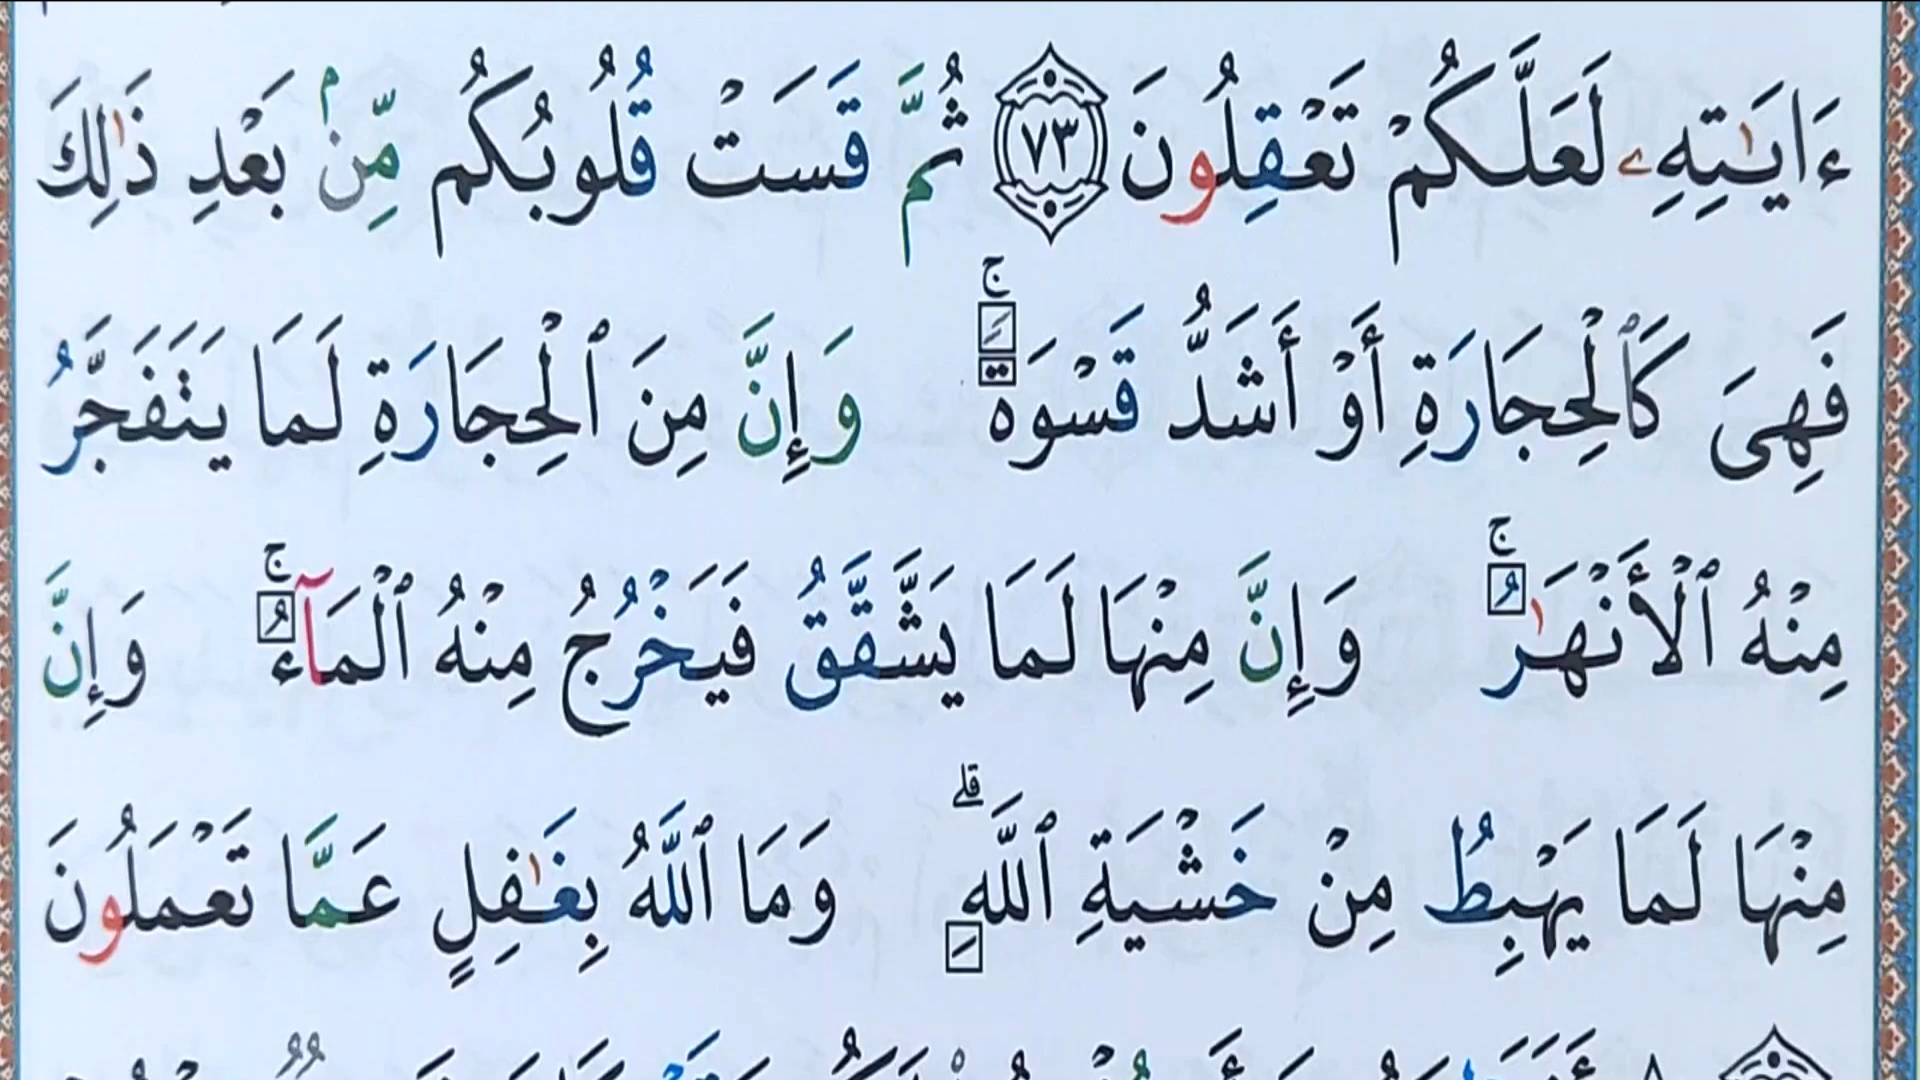 ءَايَـٰتِهِۦ لَعَلَّكُمْ تَعْقِلُونَ ٧٣ ثُمَّ قَسَتْ قُلُوبُكُم مِّنۢ بَعْدِ ذَٰلِكَ
فَهِىَ كَٱلْحِجَارَةِ أَوْ أَشَدُّ قَسْوَةً ۚ وَإِنَّ مِنَ ٱلْحِجَارَةِ لَمَا يَتَفَجَّرُ
مِنْهُ ٱلْأَنْهَـٰرُ ۚ وَإِنَّ مِنْهَا لَمَا يَشَّقَّقُ فَيَخْرُجُ مِنْهُ ٱلْمَآءُ ۚ وَإِنَّ
مِنْهَا لَمَا يَهْبِطُ مِنْ خَشْيَةِ ٱللَّهِ ۗ وَمَا ٱللَّهُ بِغَـٰفِلٍ عَمَّا تَعْمَلُونَ